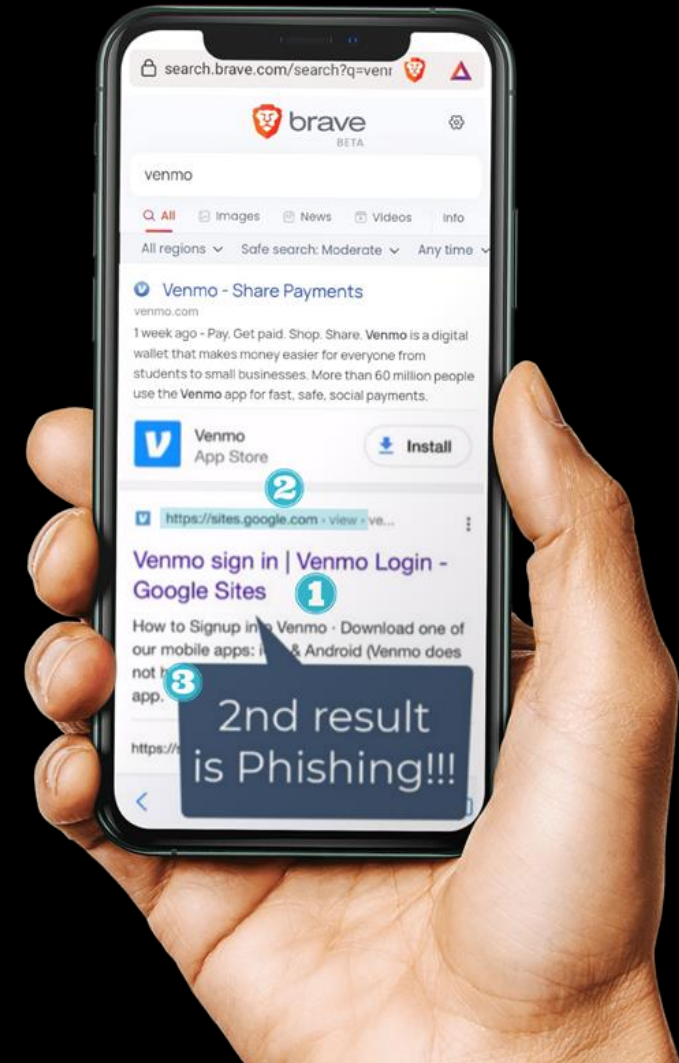 search.brave.com/search?q=venr
brave
BETA
venmo
All Images News Videos Info
All regions Safe search: Moderate Any time
Venmo - Share Payments
venmo.com
1 week ago - Pay. Get paid. Shop. Share. Venmo is a digital
wallet that makes money easier for everyone from
students to small businesses. More than 60 million people
use the Venmo app for fast, safe, social payments.
V
Venmo
App Store
Install
2
V https://sites.google.com › view › ve...
Venmo sign in | Venmo Login -
Google Sites
1
How to Signup into Venmo · Download one of
our mobile apps: & Android (Venmo does
not
3
app.
https://
2nd result
is Phishing!!!